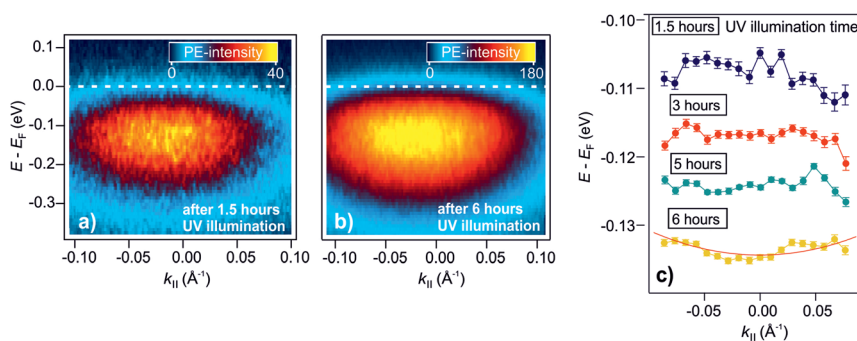 PE-intensity
0 40
0.1
0.0
-0.1
-0.2
-0.3
E - EF (eV)
a)
after 1.5 hours
UV illumination
-0.10 -0.05 0.00 0.05 0.10
kII (Å-1)
PE-intensity
0 180
b)
after 6 hours
UV illumination
-0.10 -0.05 0.00 0.05 0.10
kII (Å-1)
-0.10
-0.11
-0.12
-0.13
E - EF (eV)
1.5 hours UV illumination time
3 hours
5 hours
6 hours
c)
-0.05 0.00 0.05
kII (Å-1)